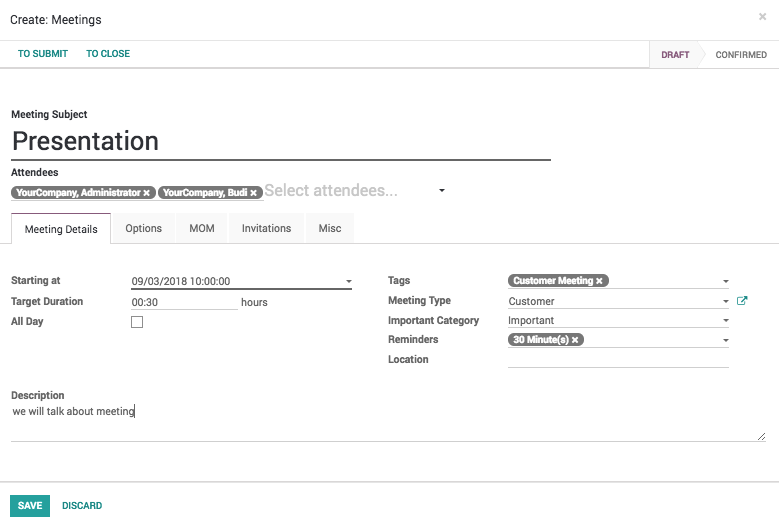 Create: Meetings ×
TO SUBMIT TO CLOSE DRAFT CONFIRMED
Meeting Subject
Presentation
Attendees
YourCompany, Administrator × YourCompany, Budi × Select attendees...
Meeting Details Options MOM Invitations Misc
Starting at 09/03/2018 10:00:00
Target Duration 00:30 hours
All Day
Tags Customer Meeting ×
Meeting Type Customer
Important Category Important
Reminders 30 Minute(s) ×
Location
Description
we will talk about meeting
SAVE DISCARD